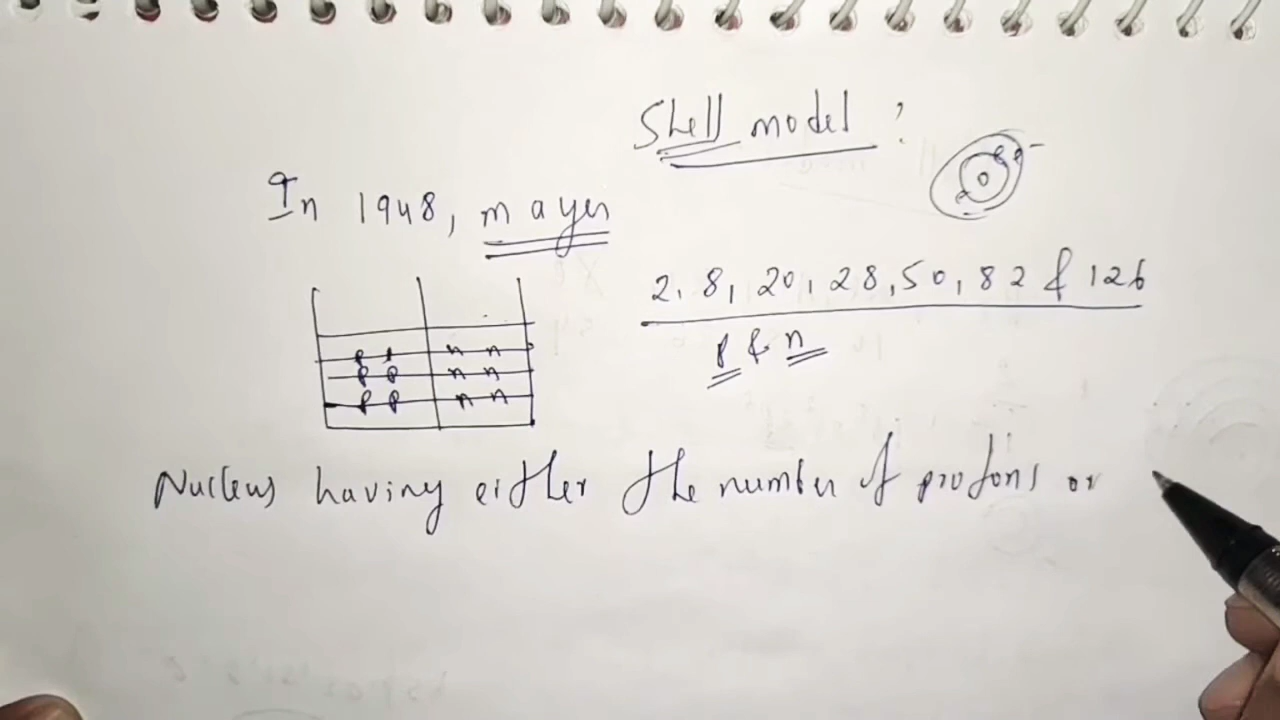 Shell model :
In 1948, mayer
2, 8, 20, 28, 50, 82 & 126
p & n
p p n n
p p n n
p p n n
Nucleus having either the number of protons or